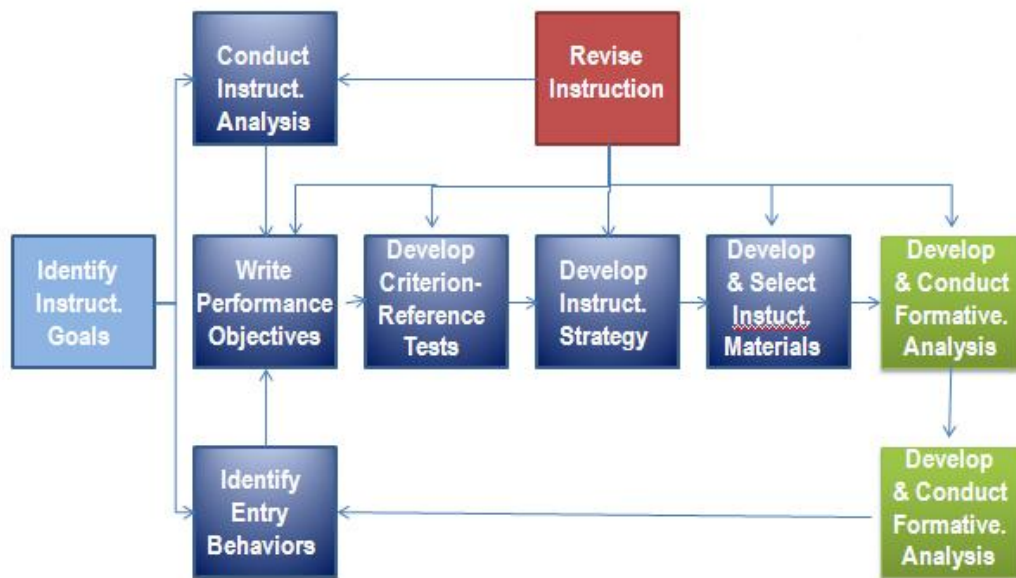 Conduct
Instruct.
Analysis
Revise
Instruction
Identify
Instruct.
Goals
Write
Performance
Objectives
Develop
Criterion-
Reference
Tests
Develop
Instruct.
Strategy
Develop
& Select
Instuct.
Materials
Develop
& Conduct
Formative.
Analysis
Identify
Entry
Behaviors
Develop
& Conduct
Formative.
Analysis